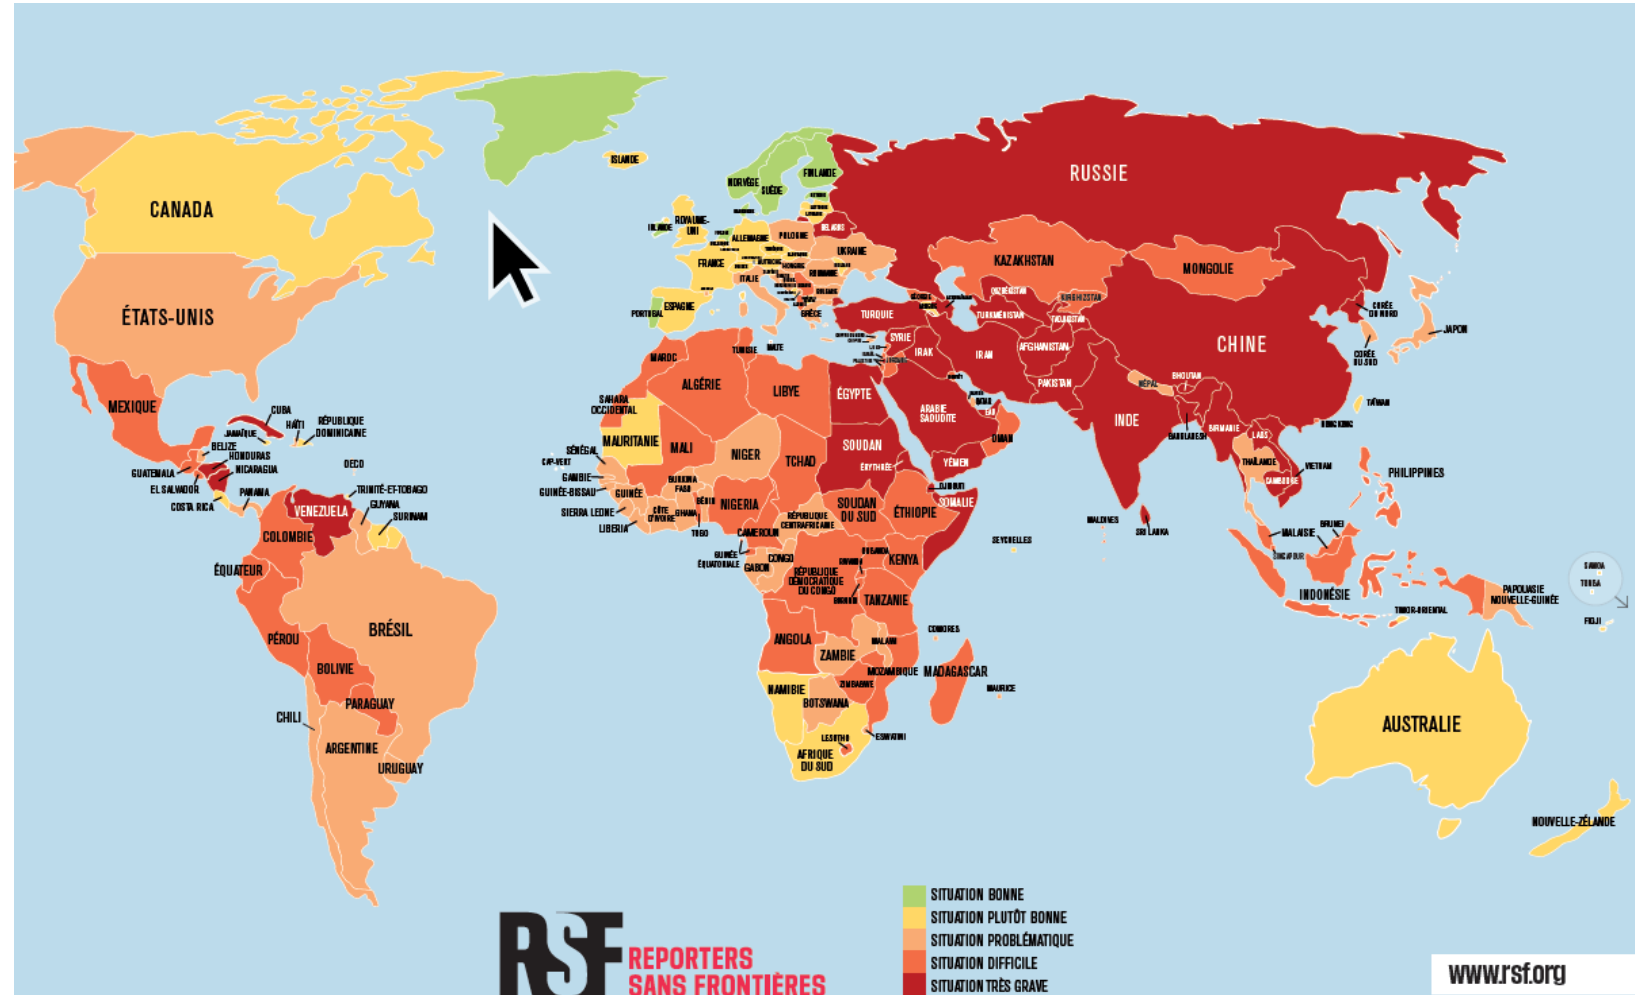 RUSSIE
ISLANDE
NORVÈGE
SUÈDE
FINLANDE
CANADA
ROYAUME-
UNI
IRLANDE
ALLEMAGNE
POLOGNE
BELARUS
UKRAINE
FRANCE
HONGRIE
ROUMANIE
ITALIE
PORTUGAL
ESPAGNE
GRÈCE
KAZAKHSTAN
MONGOLIE
ÉTATS-UNIS
TURQUIE
OUZBÉKISTAN
KIRGHIZSTAN
TURKMÉNISTAN
TADJIKISTAN
CORÉE
DU NORD
JAPON
CHINE
CORÉE
DU SUD
SYRIE
IRAK
IRAN
AFGHANISTAN
PAKISTAN
NÉPAL
BHOUTAN
MAROC
TUNISIE
MALTE
ALGÉRIE
LIBYE
ÉGYPTE
ARABIE
SAOUDITE
QATAR
EAU
OMAN
INDE
BANGLADESH
BIRMANIE
LAOS
TAÏWAN
HONG KONG
MEXIQUE
CUBA
JAMAÏQUE
HAÏTI
RÉPUBLIQUE
DOMINICAINE
BELIZE
HONDURAS
GUATEMALA
NICARAGUA
EL SALVADOR
COSTA RICA
PANAMA
OECO
TRINITÉ-ET-TOBAGO
GUYANA
SURINAM
VENEZUELA
COLOMBIE
ÉQUATEUR
PÉROU
BRÉSIL
BOLIVIE
PARAGUAY
CHILI
ARGENTINE
URUGUAY
SAHARA
OCCIDENTAL
MAURITANIE
MALI
NIGER
TCHAD
SOUDAN
ÉRYTHRÉE
YÉMEN
DJIBOUTI
SOMALIE
CAP-VERT
SÉNÉGAL
GAMBIE
GUINÉE-BISSAU
GUINÉE
SIERRA LEONE
LIBERIA
CÔTE
D'IVOIRE
BURKINA
FASO
GHANA
TOGO
BÉNIN
NIGERIA
CAMEROUN
RÉPUBLIQUE
CENTRAFRICAINE
SOUDAN
DU SUD
ÉTHIOPIE
GUINÉE
ÉQUATORIALE
GABON
CONGO
RÉPUBLIQUE
DÉMOCRATIQUE
DU CONGO
OUGANDA
RWANDA
BURUNDI
KENYA
TANZANIE
ANGOLA
ZAMBIE
MALAWI
MOZAMBIQUE
ZIMBABWE
NAMIBIE
BOTSWANA
AFRIQUE
DU SUD
LESOTHO
ESWATINI
COMORES
MADAGASCAR
MAURICE
SEYCHELLES
MALDIVES
SRI LANKA
THAÏLANDE
CAMBODGE
VIETNAM
PHILIPPINES
BRUNEI
MALAISIE
SINGAPOUR
INDONÉSIE
TIMOR-ORIENTAL
PAPOUASIE
NOUVELLE-GUINÉE
SAMOA
TONGA
FIDJI
AUSTRALIE
NOUVELLE-ZÉLANDE
SITUATION BONNE
SITUATION PLUTÔT BONNE
SITUATION PROBLÉMATIQUE
SITUATION DIFFICILE
SITUATION TRÈS GRAVE
RSF
REPORTERS
SANS FRONTIÈRES
www.rsf.org